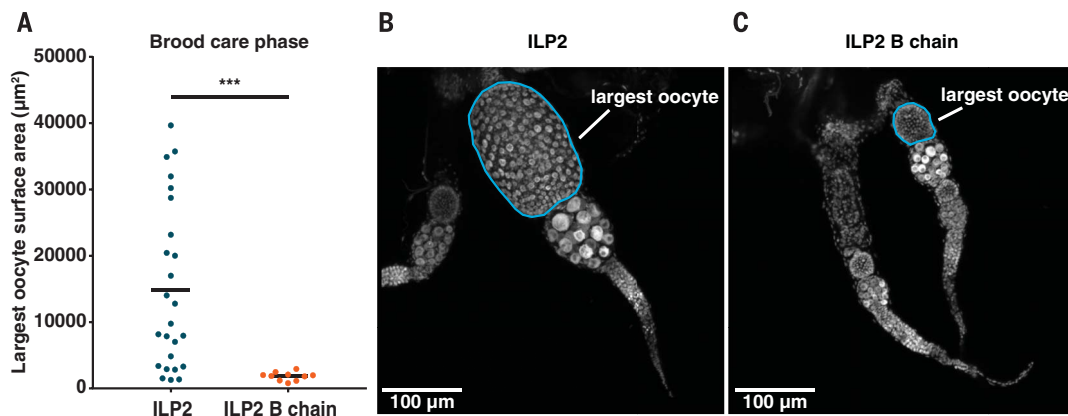 A
Brood care phase
Largest oocyte surface area (µm²)
50000
40000
30000
20000
10000
0
***
ILP2
ILP2 B chain
B
ILP2
largest oocyte
100 µm
C
ILP2 B chain
largest oocyte
100 µm